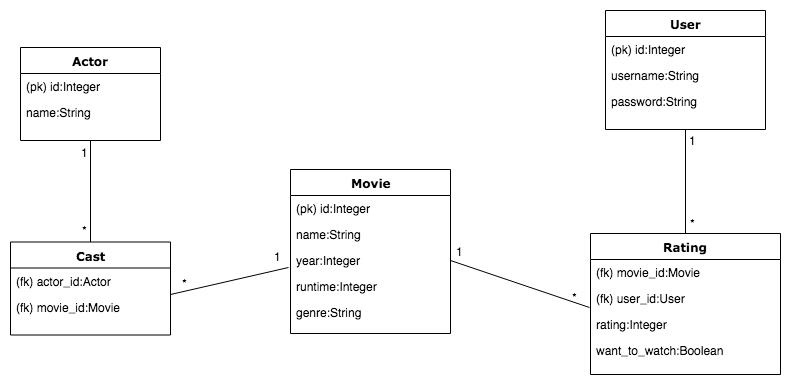 Actor
(pk) id:Integer
name:String
1
*
Cast
(fk) actor_id:Actor
(fk) movie_id:Movie
*
1
Movie
(pk) id:Integer
name:String
year:Integer
runtime:Integer
genre:String
1
*
User
(pk) id:Integer
username:String
password:String
1
*
Rating
(fk) movie_id:Movie
(fk) user_id:User
rating:Integer
want_to_watch:Boolean